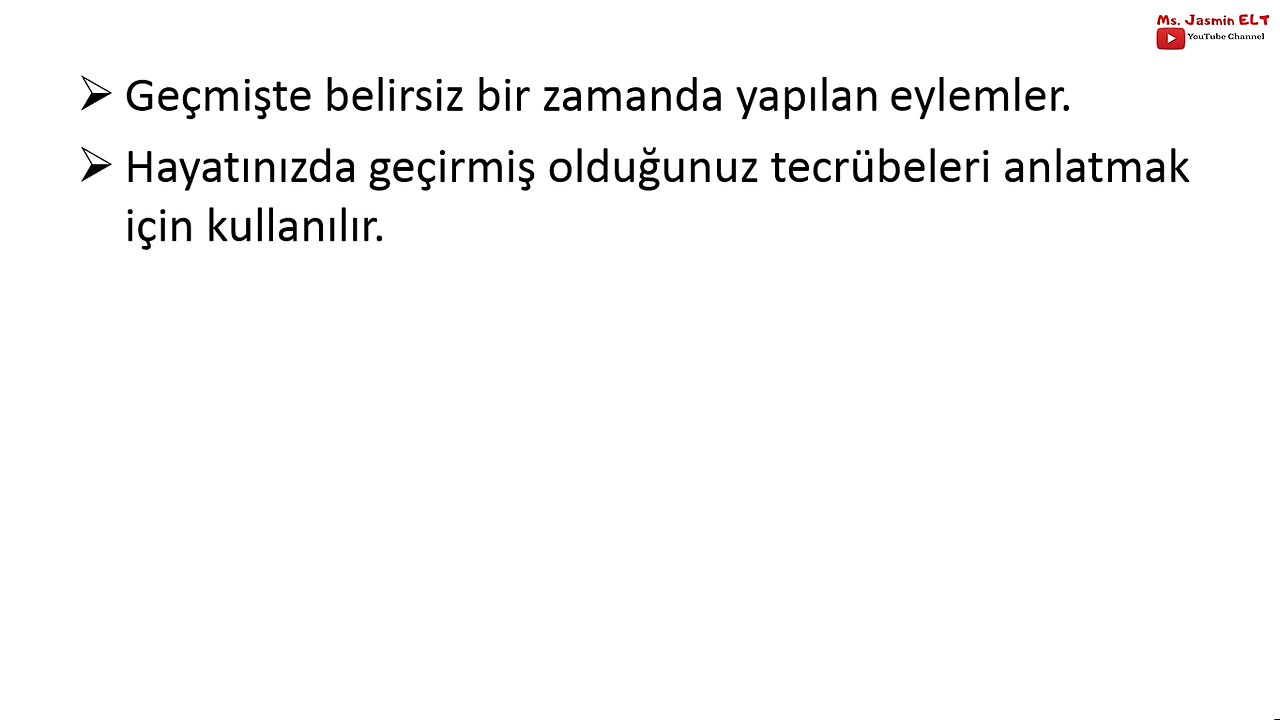 Ms. Jasmin ELT
YouTube Channel
Geçmişte belirsiz bir zamanda yapılan eylemler.
Hayatınızda geçirmiş olduğunuz tecrübeleri anlatmak
için kullanılır.